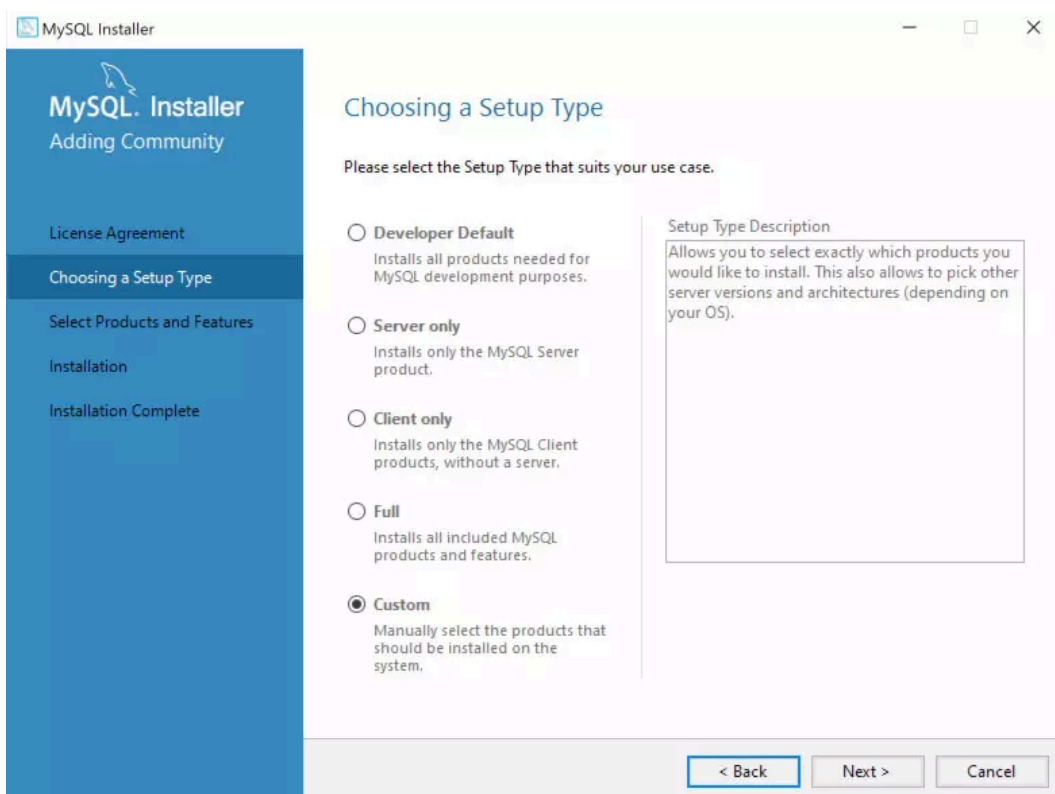 MySQL Installer
MySQL. Installer
Adding Community
License Agreement
Choosing a Setup Type
Select Products and Features
Installation
Installation Complete
Choosing a Setup Type
Please select the Setup Type that suits your use case.
Developer Default
Installs all products needed for
MySQL development purposes.
Server only
Installs only the MySQL Server
product.
Client only
Installs only the MySQL Client
products, without a server.
Full
Installs all included MySQL
products and features.
Custom
Manually select the products that
should be installed on the
system.
Setup Type Description
Allows you to select exactly which products you
would like to install. This also allows to pick other
server versions and architectures (depending on
your OS).
< Back
Next >
Cancel